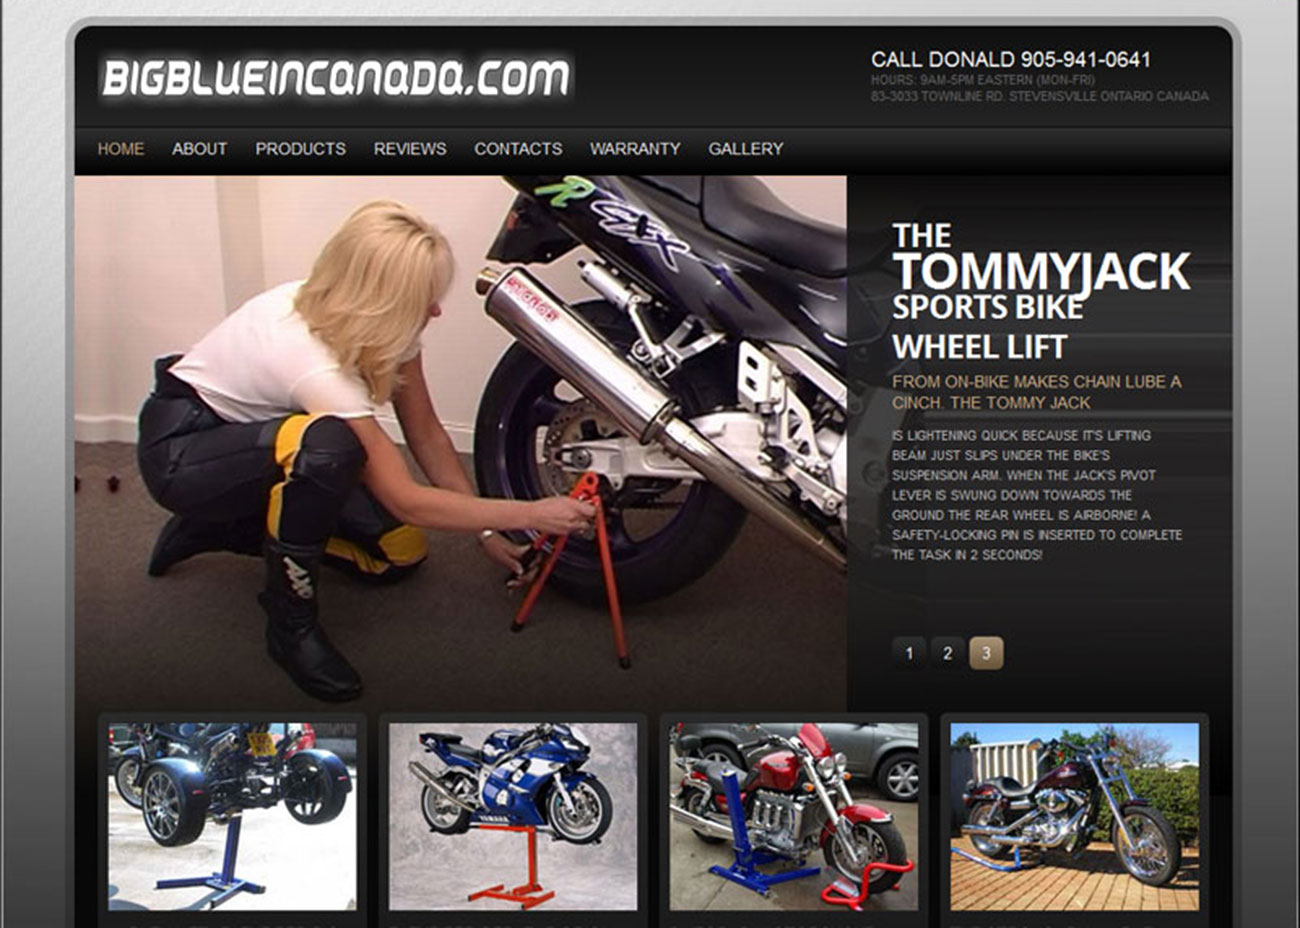 BIGBLUEINCANADA.COM
CALL DONALD 905-941-0641
HOURS: 9AM-5PM EASTERN (MON-FRI)
83-3033 TOWNLINE RD. STEVENSVILLE ONTARIO CANADA
HOME ABOUT PRODUCTS REVIEWS CONTACTS WARRANTY GALLERY
THE
TOMMYJACK
SPORTS BIKE
WHEEL LIFT
FROM ON-BIKE MAKES CHAIN LUBE A
CINCH. THE TOMMY JACK
IS LIGHTENING QUICK BECAUSE IT'S LIFTING
BEAM JUST SLIPS UNDER THE BIKE'S
SUSPENSION ARM. WHEN THE JACK'S PIVOT
LEVER IS SWUNG DOWN TOWARDS THE
GROUND THE REAR WHEEL IS AIRBORNE! A
SAFETY-LOCKING PIN IS INSERTED TO COMPLETE
THE TASK IN 2 SECONDS!
1 2 3
AXO
YAMAHA